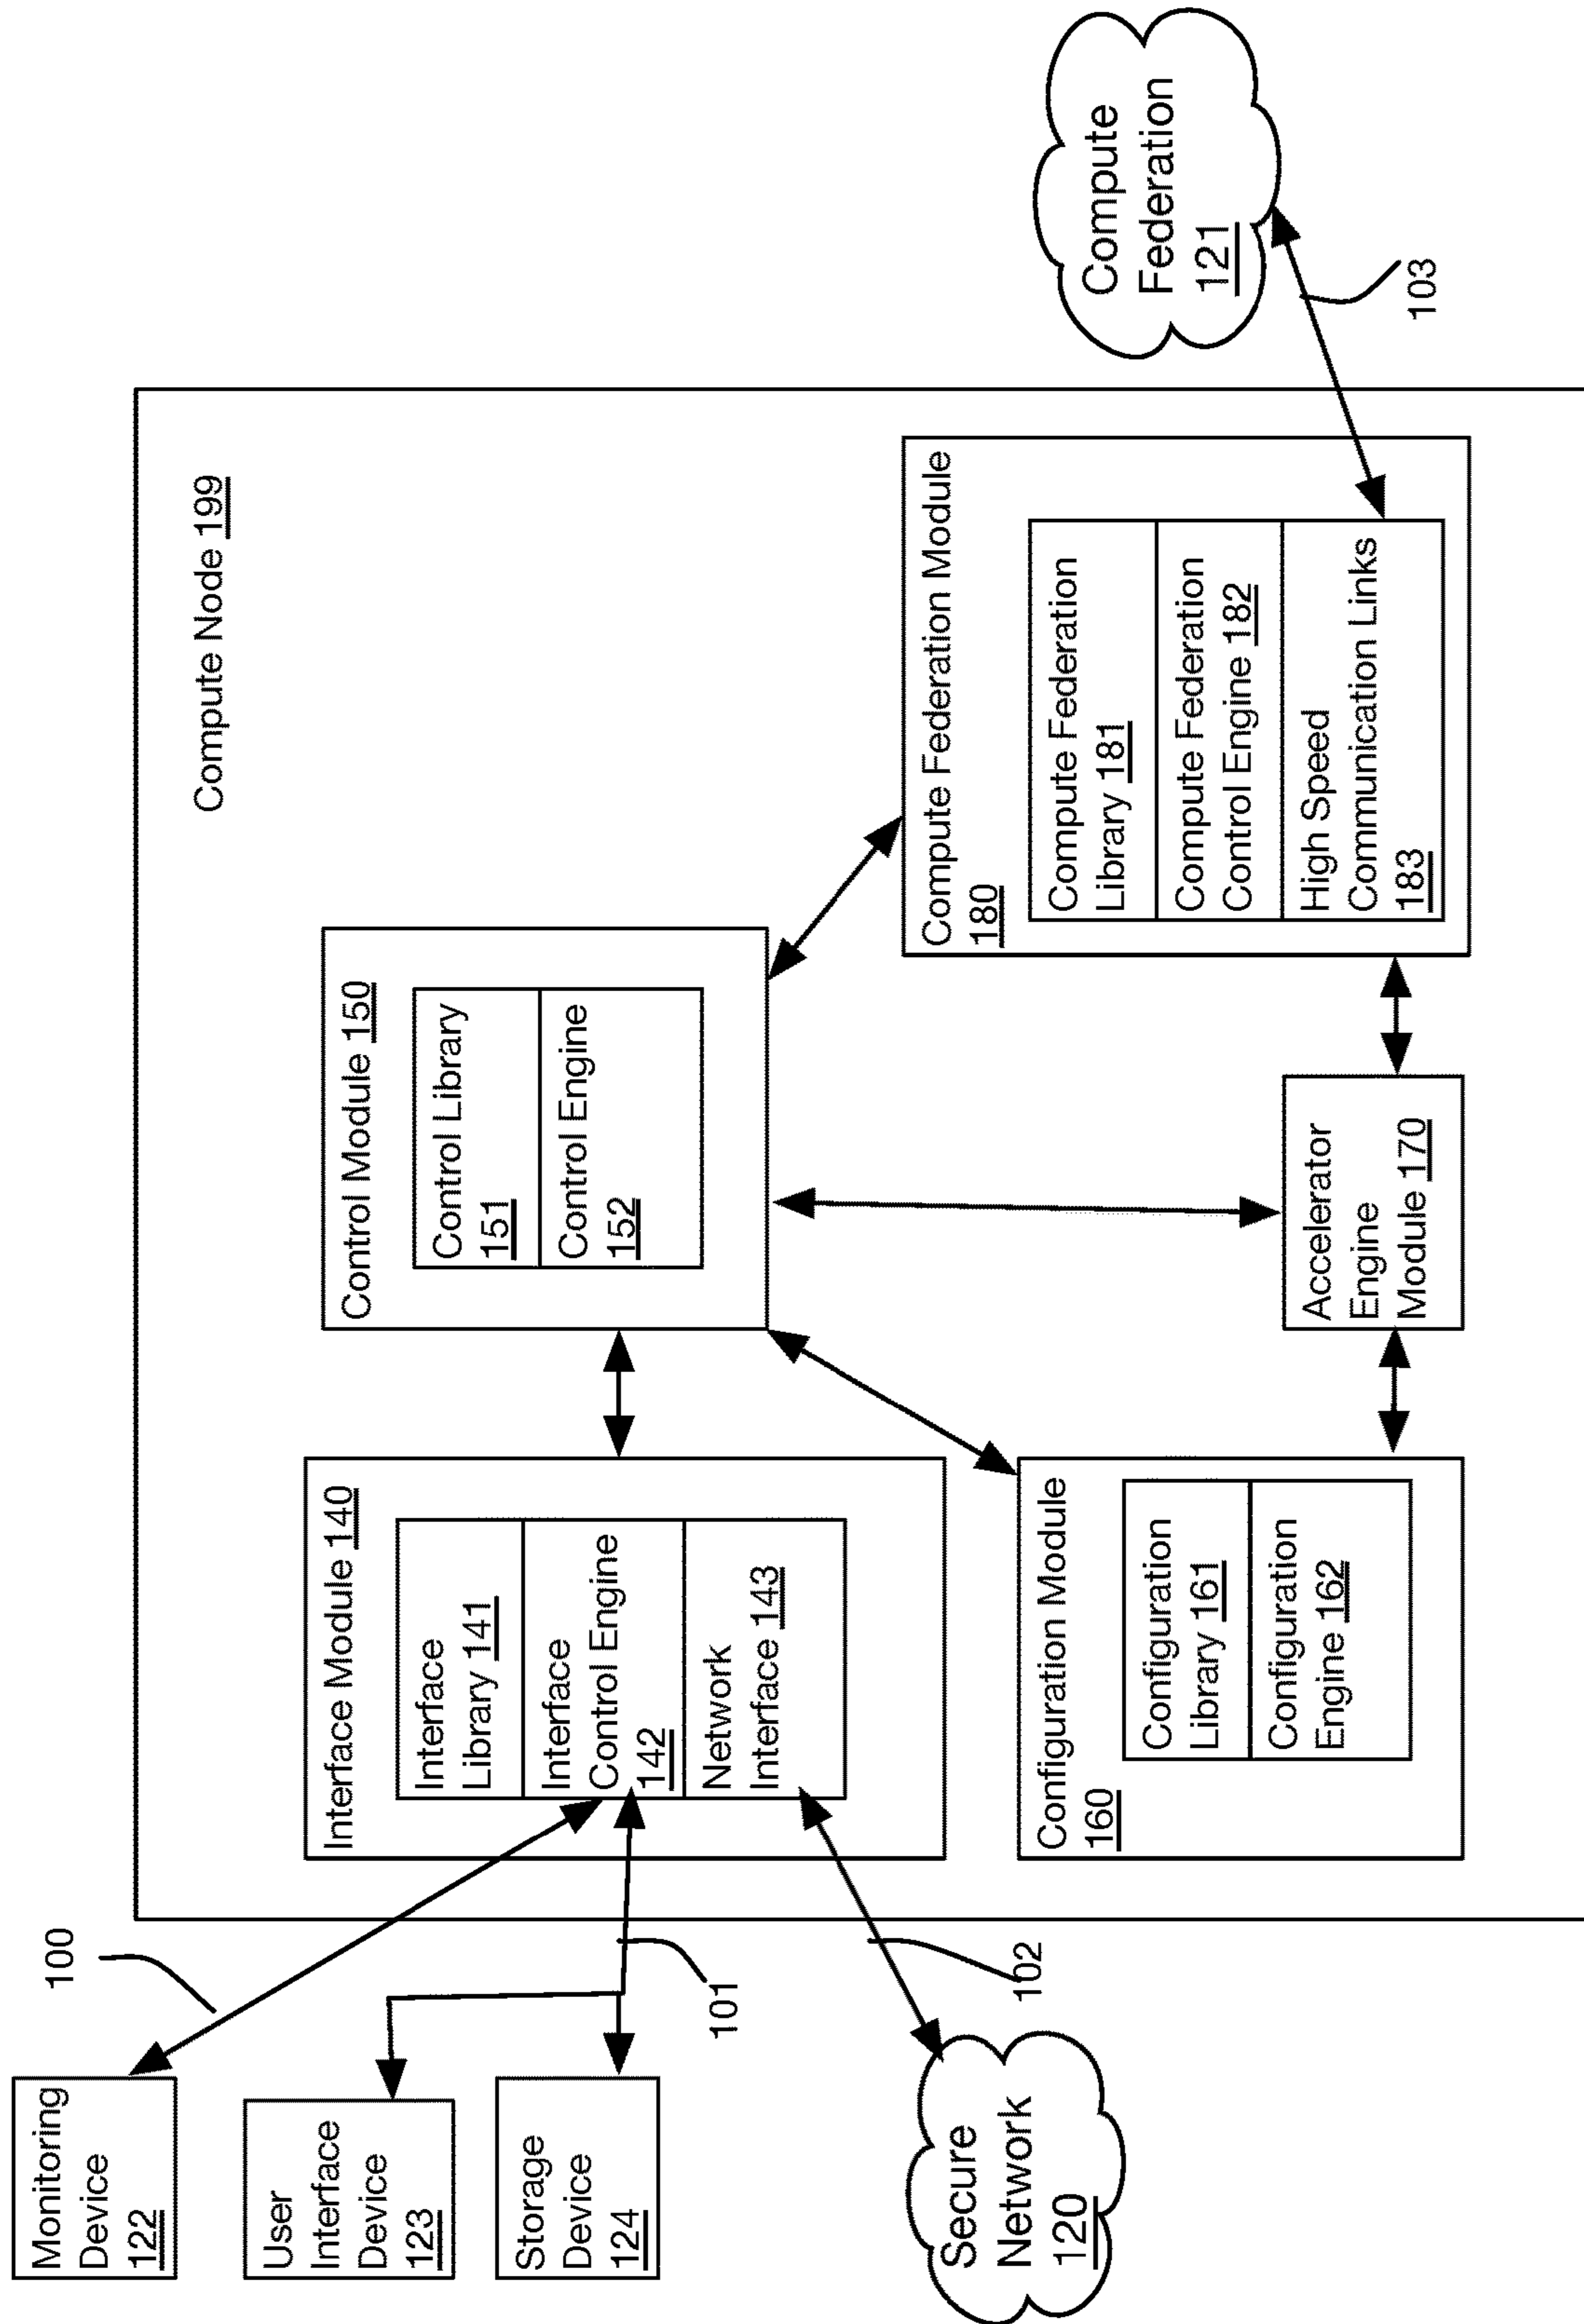 Monitoring
Device
122
User
Interface
Device
123
Storage
Device
124
Secure
Network
120
100
101
102
Compute Node 199
Interface Module 140
Interface
Library 141
Interface
Control Engine
142
Network
Interface 143
Configuration Module
160
Configuration
Library 161
Configuration
Engine 162
Control Module 150
Control Library
151
Control Engine
152
Accelerator
Engine
Module 170
Compute Federation Module
180
Compute Federation
Library 181
Compute Federation
Control Engine 182
High Speed
Communication Links
183
Compute
Federation
121
103